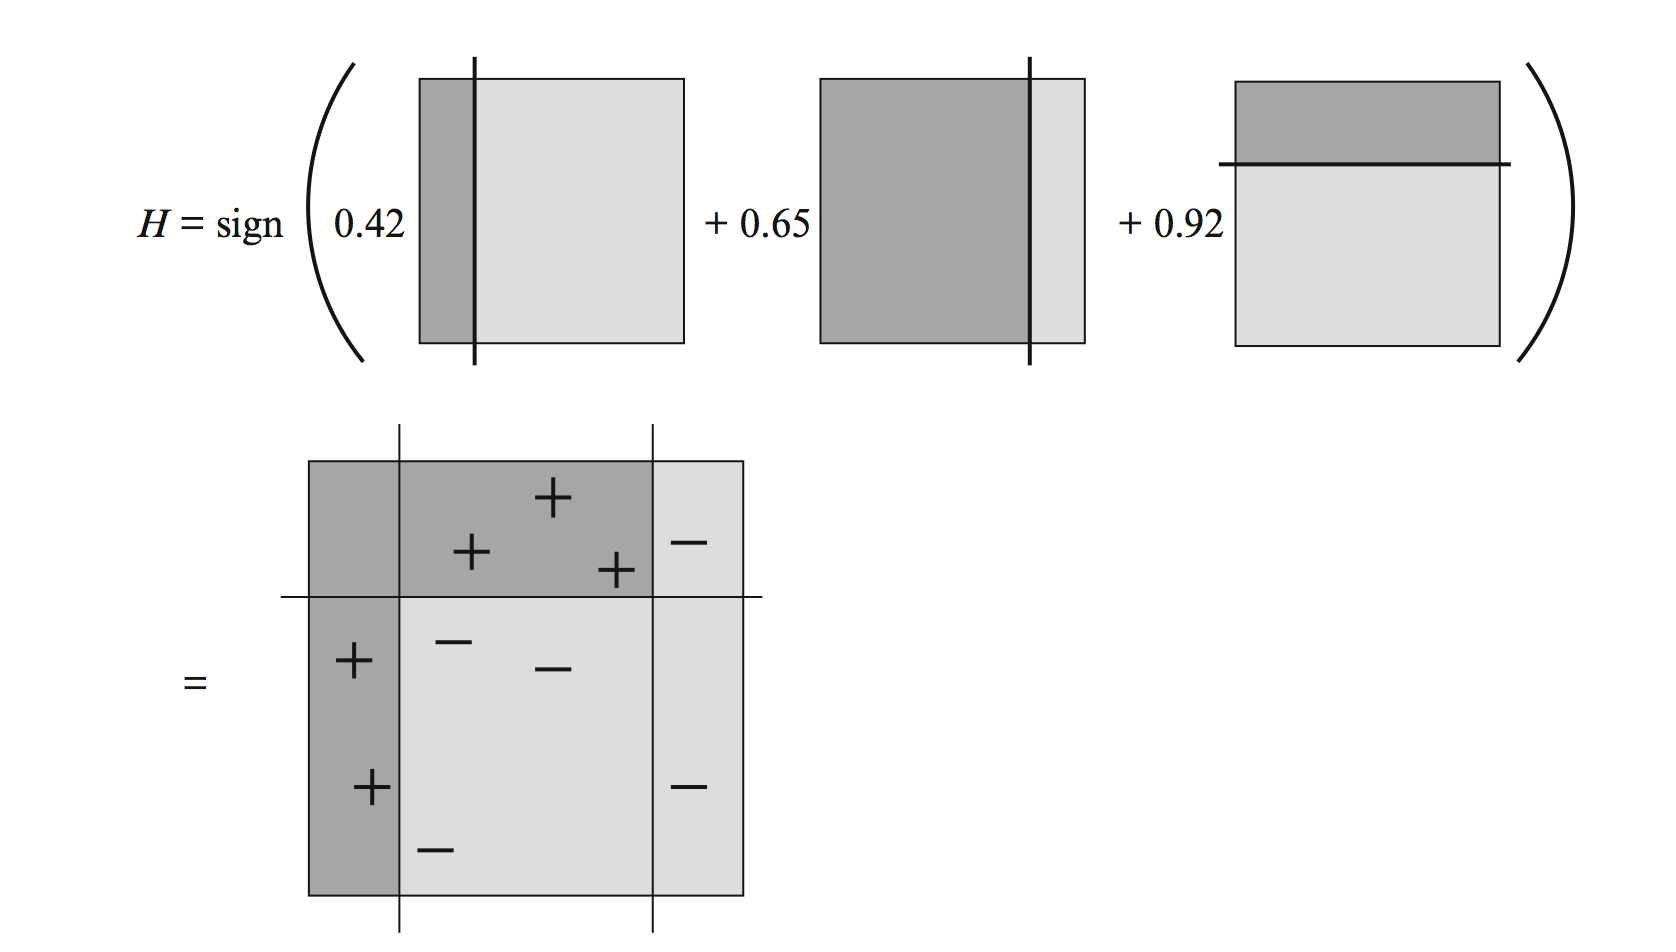 H = sign ( 0.42 + 0.65 + 0.92 )
+
+ + −
=
+ − −
+ −
−